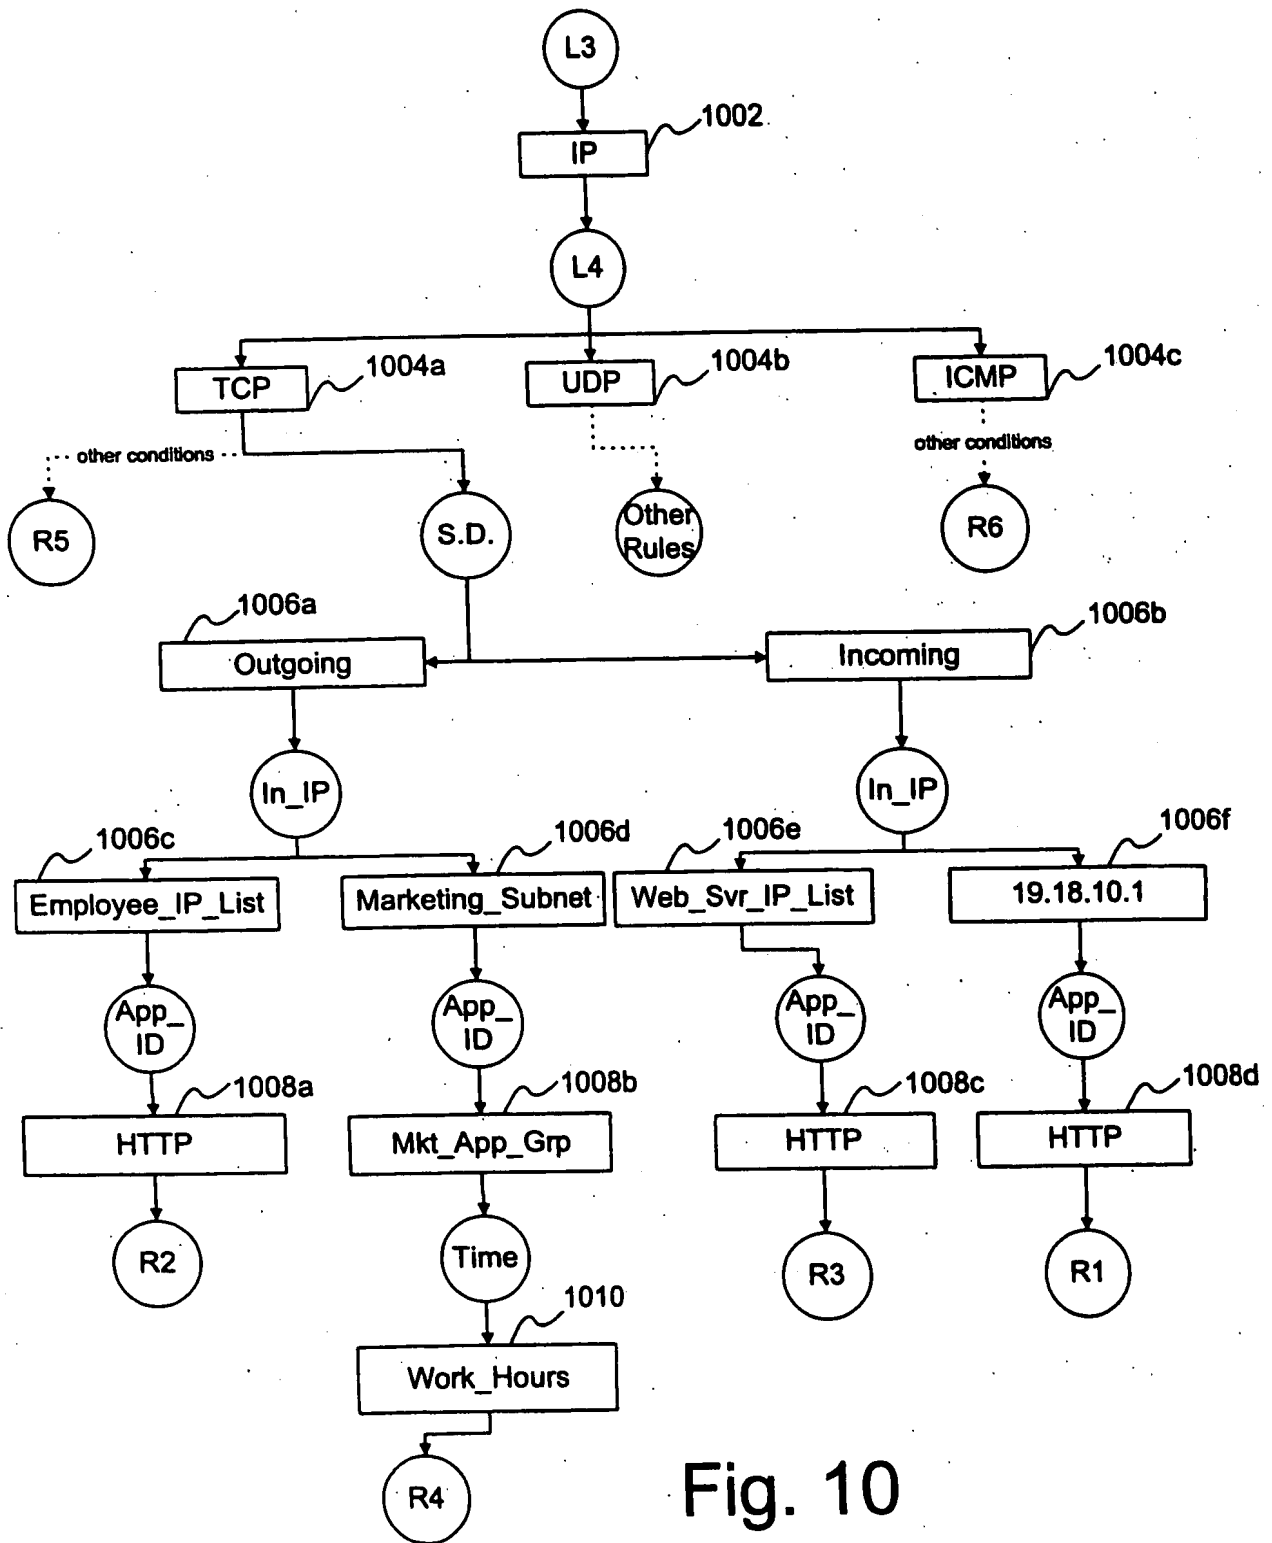 L3
1002
IP
L4
1004a
1004b
1004c
TCP
UDP
ICMP
other conditions
other conditions
R5
S.D.
Other
Rules
R6
1006a
1006b
Outgoing
Incoming
In_IP
In_IP
1006c
1006d
1006e
1006f
Employee_IP_List
Marketing_Subnet
Web_Svr_IP_List
19.18.10.1
App_
ID
App_
ID
App_
ID
App_
ID
1008a
1008b
1008c
1008d
HTTP
Mkt_App_Grp
HTTP
HTTP
R2
Time
R3
R1
1010
Work_Hours
R4
Fig. 10